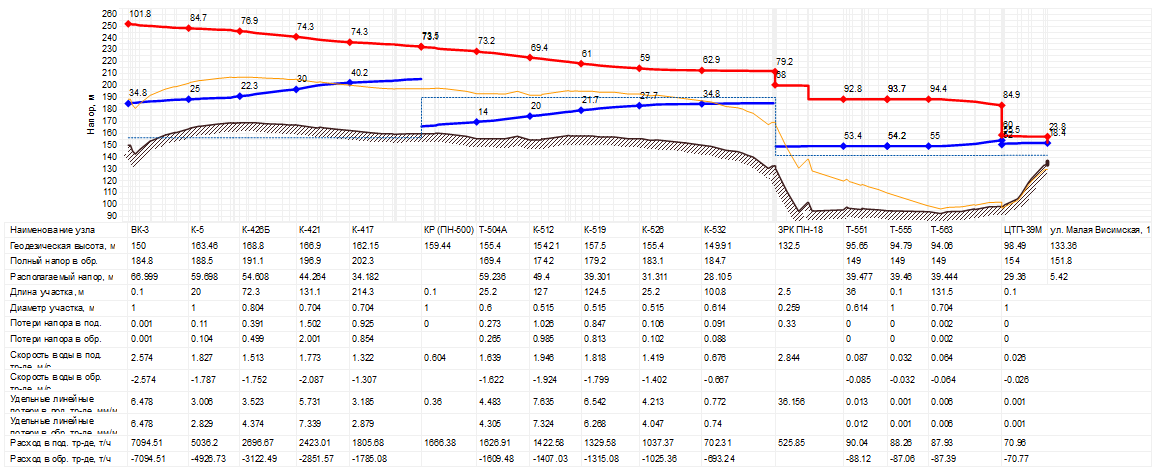 260 101.8 84.7 76.9 74.3 74.3 73.5 73.2 69.4 61 59 62.9 79.2
250
240
230
220
210 68 92.8 93.7 94.4 84.9
200
190 34.8 25 22.3 30 40.2 14 20 21.7 27.7 34.8
180
170
160 53.4 54.2 55 23.8
150 18.4
140
130
120
110
100
90
Напор, м
Наименование узла ВК-3 К-5 К-426Б К-421 К-417 КР (ПН-500) Т-504А К-512 К-519 К-526 К-532 ЗРК ПН-18 Т-551 Т-555 Т-563 ЦТП-39М ул. Малая Висимская, 1
Геодезическая высота, м 150 163.46 168.8 166.9 162.15 159.44 155.4 154.21 157.5 155.4 149.91 132.5 95.65 94.79 94.06 98.49 133.36
Полный напор в обр. 184.8 188.5 191.1 196.9 202.3 169.4 174.2 179.2 183.1 184.7 149 149 149 154 151.8
Располагаемый напор, м 66.999 59.698 54.608 44.264 34.182 59.236 49.4 39.301 31.311 28.105 39.477 39.46 39.444 29.36 5.42
Длина участка, м 0.1 20 72.3 131.1 214.3 0.1 25.2 127 124.5 25.2 100.8 2.5 36 0.1 131.5 0.1
Диаметр участка, м 1 1 0.804 0.704 0.704 1 0.6 0.515 0.515 0.614 0.614 0.259 0.614 1 0.704 1
Потери напора в под. 0.001 0.11 0.391 1.502 0.925 0 0.273 1.026 0.847 0.106 0.091 0.33 0 0 0.002 0
Потери напора в обр. 0.001 0.104 0.499 2.001 0.854 0.265 0.985 0.813 0.102 0.088 0 0 0.002 0
Скорость воды в под. 2.574 1.827 1.513 1.773 1.322 0.604 1.639 1.946 1.818 1.419 0.676 2.844 0.087 0.032 0.064 0.026
тр-де, м/с
Скорость воды в обр. -2.574 -1.787 -1.752 -2.087 -1.307 -1.622 -1.924 -1.799 -1.402 -0.667 -0.085 -0.032 -0.064 -0.026
тр-де, м/с
Удельные линейные 6.478 3.006 3.523 5.731 3.185 0.36 4.483 7.635 6.542 4.213 0.772 36.156 0.013 0.001 0.006 0.001
потери в под. тр-де, мм/м
Удельные линейные 6.478 2.829 4.374 7.339 2.879 4.305 7.324 6.268 4.047 0.74 0.012 0.001 0.006 0.001
потери в обр. тр-де, мм/м
Расход в под. тр-де, т/ч 7094.51 5036.2 2696.67 2423.01 1805.68 1666.38 1626.91 1422.58 1329.58 1037.37 702.31 525.85 90.04 88.26 87.93 70.96
Расход в обр. тр-де, т/ч -7094.51 -4926.73 -3122.49 -2851.57 -1785.08 -1609.48 -1407.03 -1315.08 -1025.36 -693.24 -88.12 -87.06 -87.39 -70.77